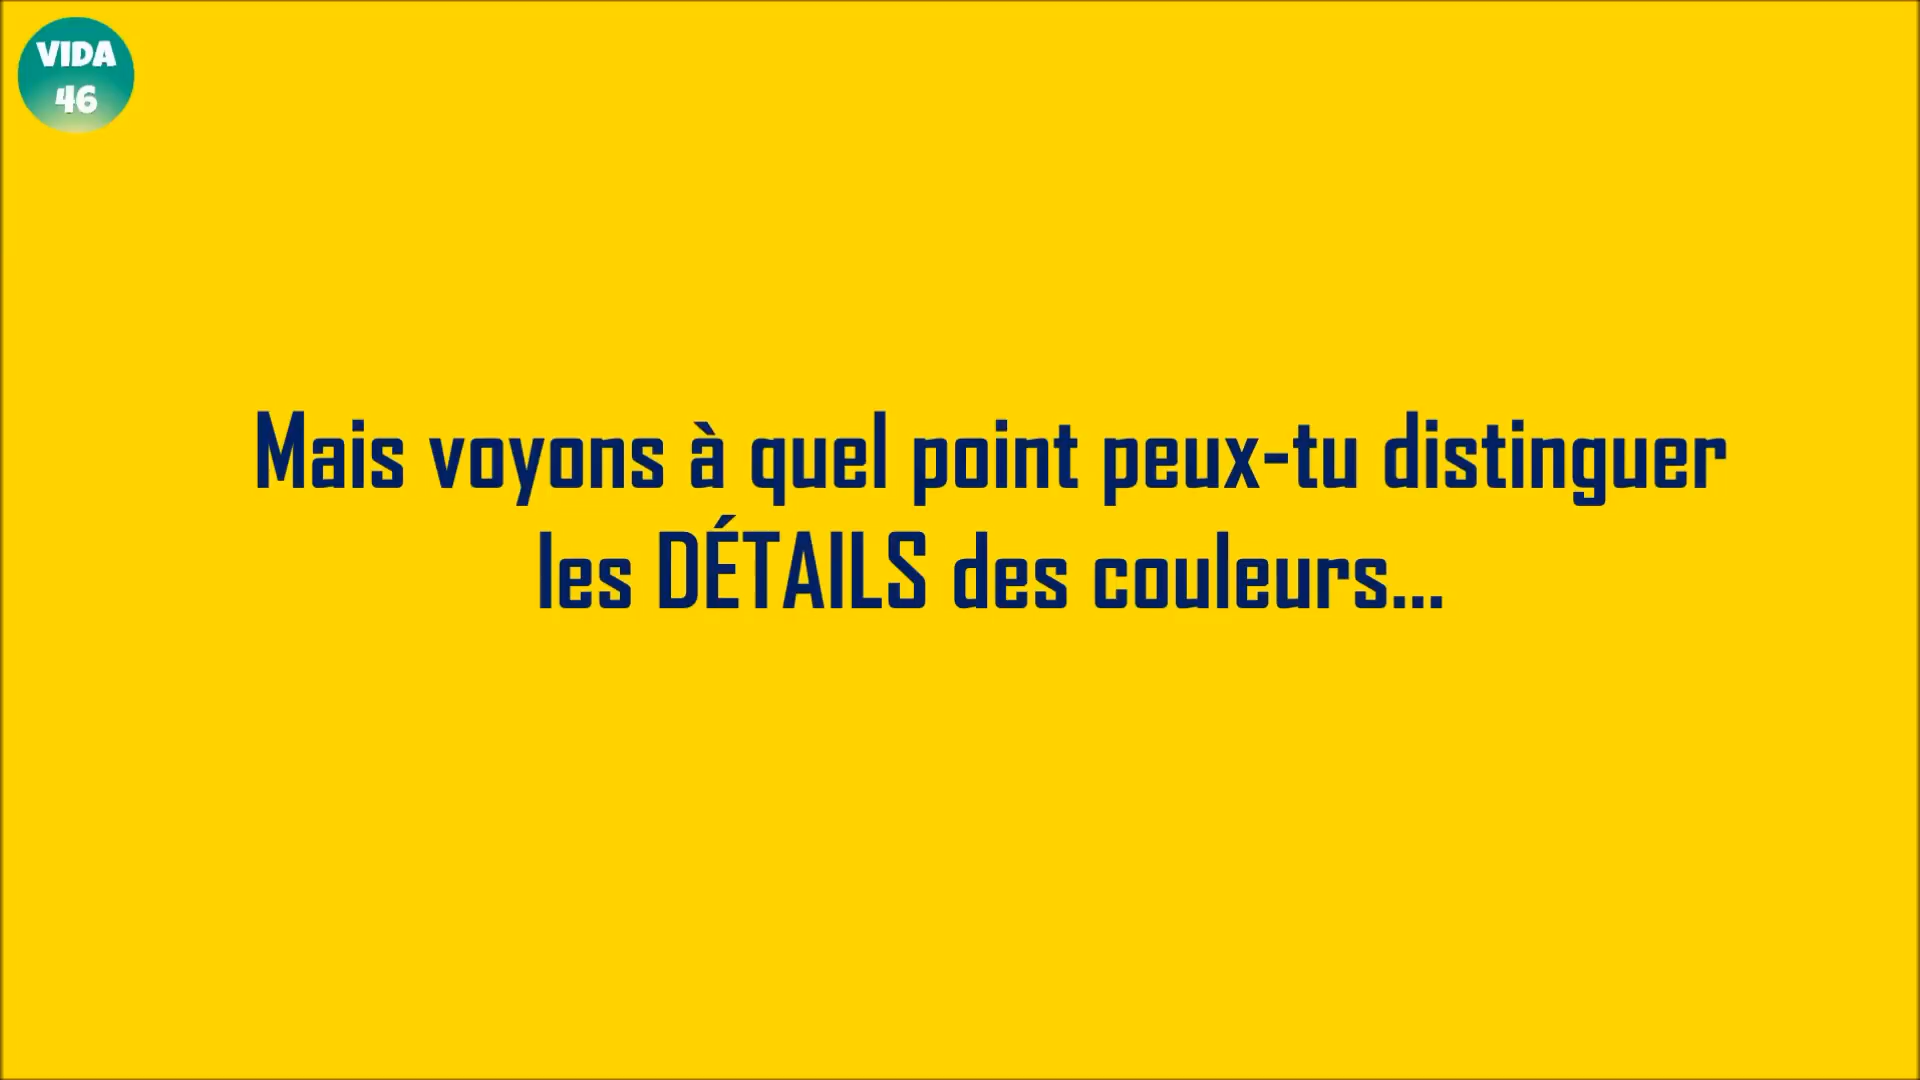 VIDA
46
Mais voyons à quel point peux-tu distinguer
les DÉTAILS des couleurs...